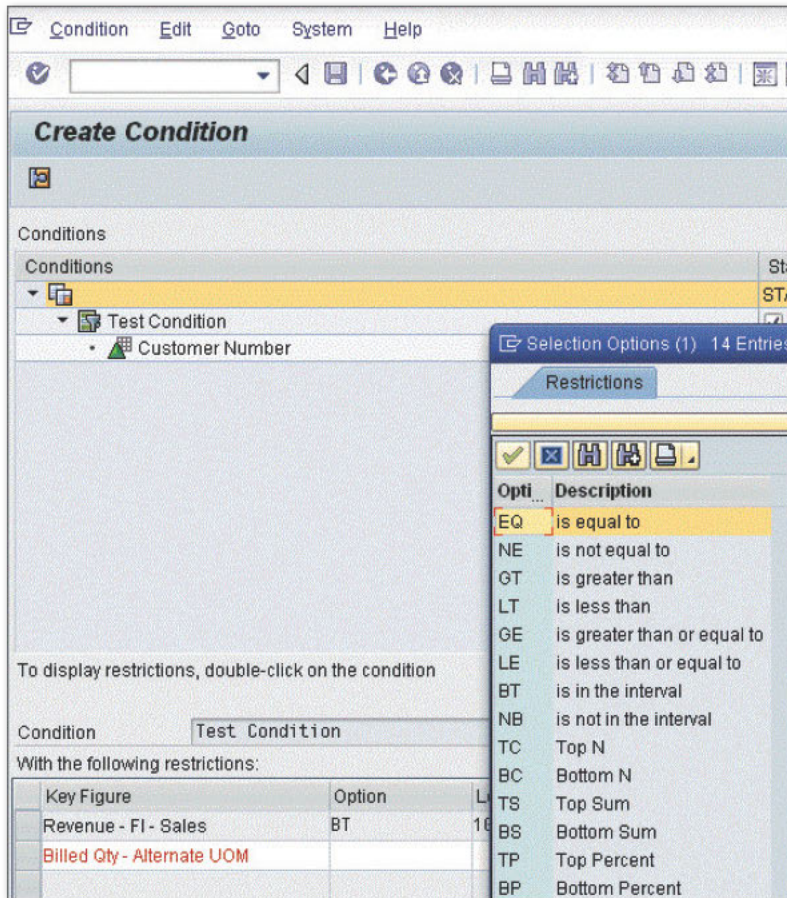 Condition Edit Goto System Help
Create Condition
Conditions
Conditions
Test Condition
Customer Number
Selection Options (1) 14 Entries
Restrictions
Opti... Description
EQ is equal to
NE is not equal to
GT is greater than
LT is less than
GE is greater than or equal to
LE is less than or equal to
BT is in the interval
NB is not in the interval
TC Top N
BC Bottom N
TS Top Sum
BS Bottom Sum
TP Top Percent
BP Bottom Percent
To display restrictions, double-click on the condition
Condition Test Condition
With the following restrictions:
Key Figure Option
Revenue - FI - Sales BT
Billed Qty - Alternate UOM